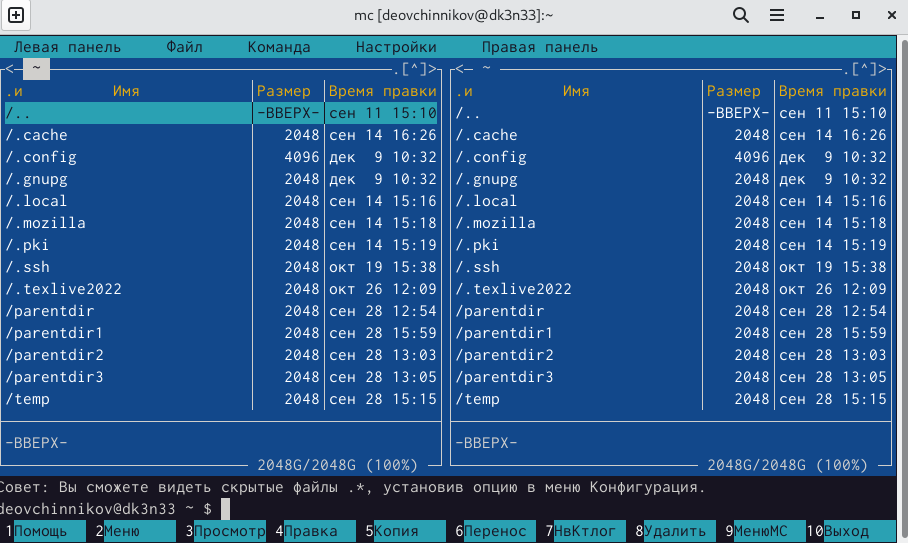 mc [deovchinnikov@dk3n33]:~
Левая панель Файл Команда Настройки Правая панель
<— ~ .[^]> <— ~ .[^]>
.и Имя Размер Время правки .и Имя Размер Время правки
/.. -ВВЕРХ- сен 11 15:10 /.. -ВВЕРХ- сен 11 15:10
/.cache 2048 сен 14 16:26 /.cache 2048 сен 14 16:26
/.config 4096 дек 9 10:32 /.config 4096 дек 9 10:32
/.gnupg 2048 дек 9 10:32 /.gnupg 2048 дек 9 10:32
/.local 2048 сен 14 15:16 /.local 2048 сен 14 15:16
/.mozilla 2048 сен 14 15:18 /.mozilla 2048 сен 14 15:18
/.pki 2048 сен 14 15:19 /.pki 2048 сен 14 15:19
/.ssh 2048 окт 19 15:38 /.ssh 2048 окт 19 15:38
/.texlive2022 2048 окт 26 12:09 /.texlive2022 2048 окт 26 12:09
/parentdir 2048 сен 28 12:54 /parentdir 2048 сен 28 12:54
/parentdir1 2048 сен 28 15:59 /parentdir1 2048 сен 28 15:59
/parentdir2 2048 сен 28 13:03 /parentdir2 2048 сен 28 13:03
/parentdir3 2048 сен 28 13:05 /parentdir3 2048 сен 28 13:05
/temp 2048 сен 28 15:15 /temp 2048 сен 28 15:15
-ВВЕРХ- -ВВЕРХ-
2048G/2048G (100%) 2048G/2048G (100%)
Совет: Вы сможете видеть скрытые файлы .*, установив опцию в меню Конфигурация.
deovchinnikov@dk3n33 ~ $
1Помощь 2Меню 3Просмотр 4Правка 5Копия 6Перенос 7НвКтлог 8Удалить 9МенюМС 10Выход